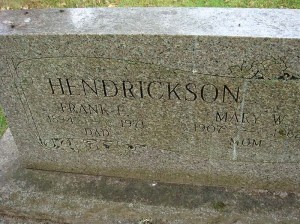 HENDRICKSON
FRANK E.
1971
DAD
MARY W.
1907
MOM